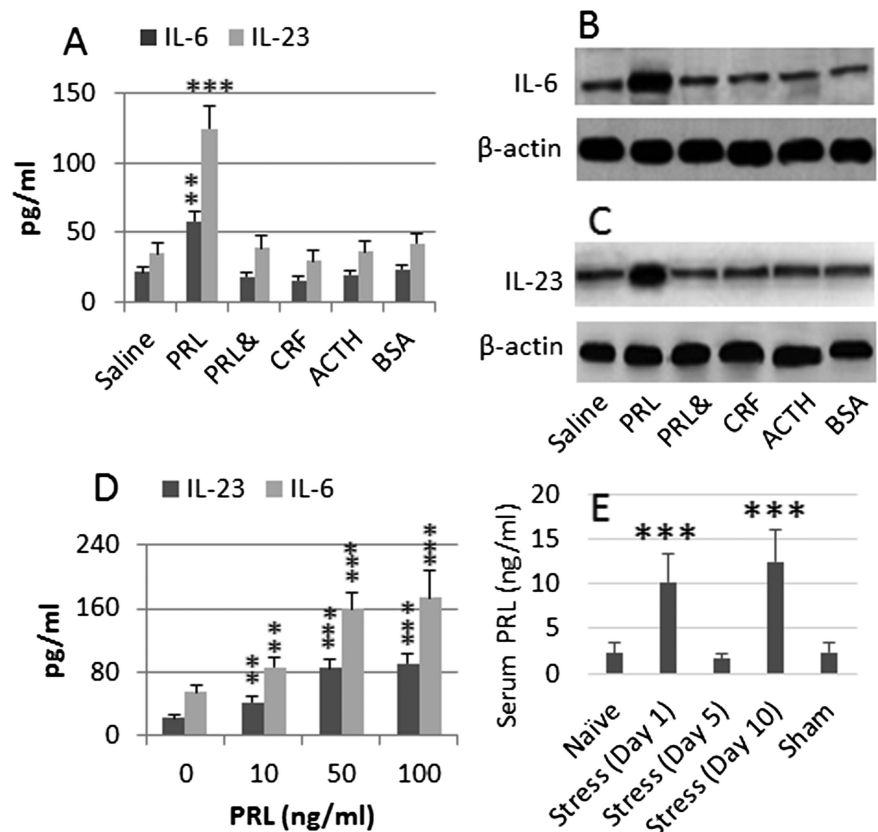 A
IL-6 IL-23
pg/ml
150
100
50
0
**
***
Saline PRL PRL& CRF ACTH BSA
B
IL-6
β-actin
C
IL-23
β-actin
Saline PRL PRL& CRF ACTH BSA
D
IL-23 IL-6
pg/ml
240
160
80
0
**
**
***
***
***
***
0 10 50 100
PRL (ng/ml)
E
Serum PRL (ng/ml)
20
15
10
5
0
***
***
Naïve Stress (Day 1) Stress (Day 5) Stress (Day 10) Sham